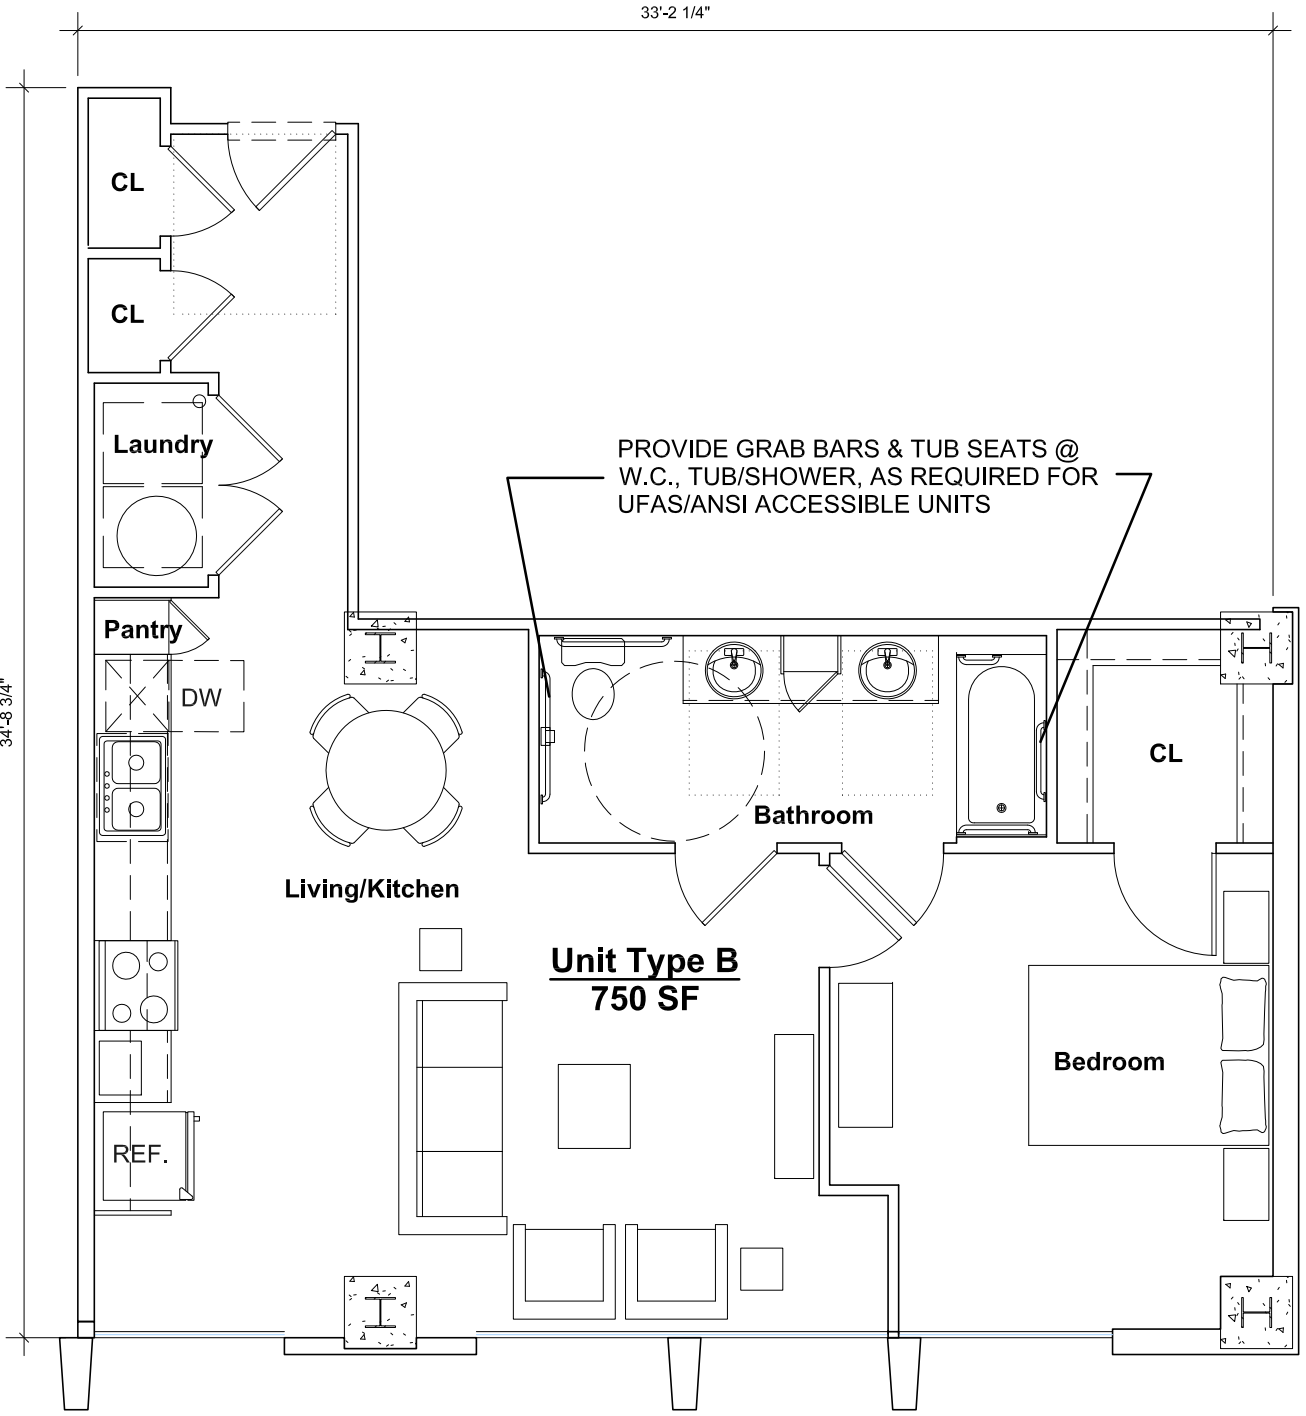 33'-2 1/4"
CL
CL
Laundry
PROVIDE GRAB BARS & TUB SEATS @
W.C., TUB/SHOWER, AS REQUIRED FOR
UFAS/ANSI ACCESSIBLE UNITS
Pantry
DW
34'-8 3/4"
CL
Bathroom
Living/Kitchen
Unit Type B
750 SF
Bedroom
REF.